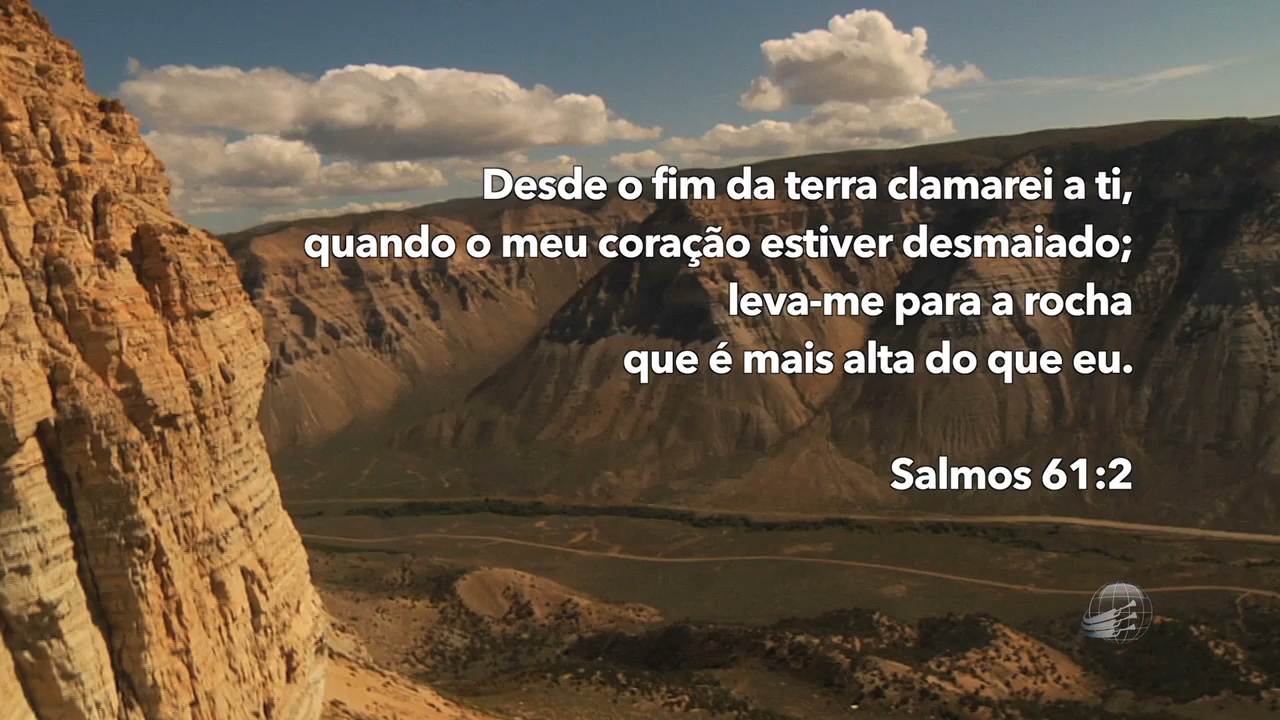 Desde o fim da terra clamarei a ti,
quando o meu coração estiver desmaiado;
leva-me para a rocha
que é mais alta do que eu.
Salmos 61:2